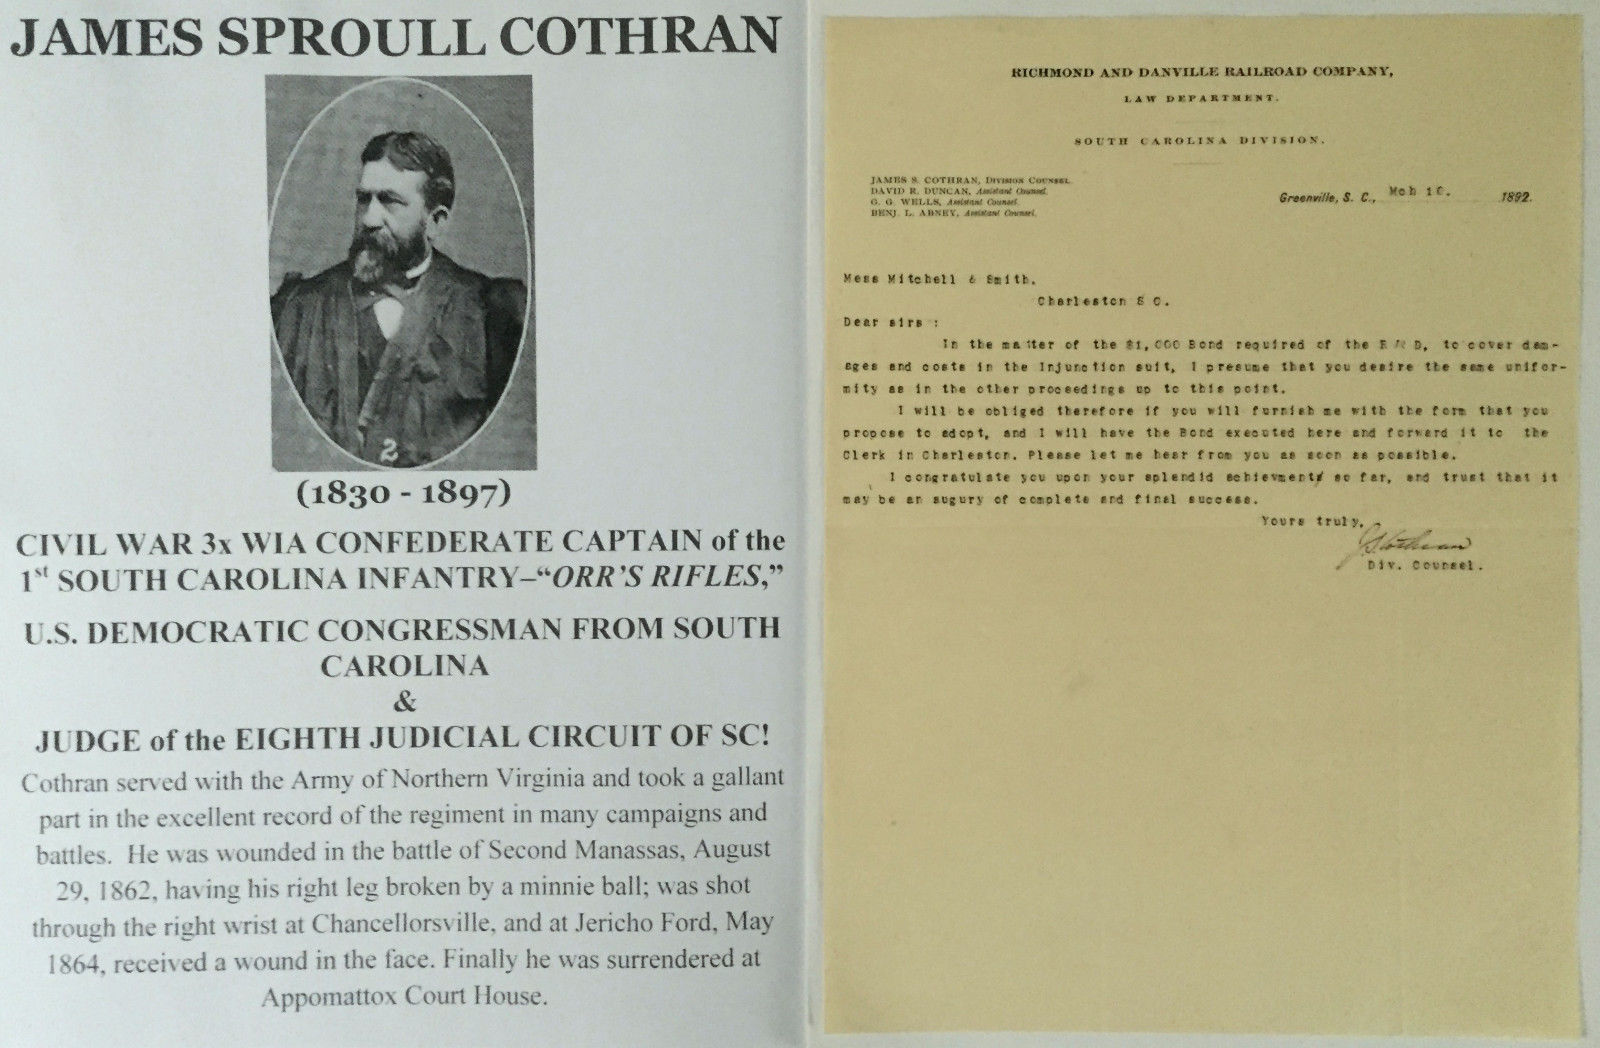 JAMES SPROULL COTHRAN
2
(1830 - 1897)
CIVIL WAR 3x WIA CONFEDERATE CAPTAIN of the
1st SOUTH CAROLINA INFANTRY–“ORR’S RIFLES,”
U.S. DEMOCRATIC CONGRESSMAN FROM SOUTH
CAROLINA
&
JUDGE of the EIGHTH JUDICIAL CIRCUIT OF SC!
Cothran served with the Army of Northern Virginia and took a gallant
part in the excellent record of the regiment in many campaigns and
battles. He was wounded in the battle of Second Manassas, August
29, 1862, having his right leg broken by a minnie ball; was shot
through the right wrist at Chancellorsville, and at Jericho Ford, May
1864, received a wound in the face. Finally he was surrendered at
Appomattox Court House.
RICHMOND AND DANVILLE RAILROAD COMPANY,
LAW DEPARTMENT.
SOUTH CAROLINA DIVISION.
JAMES S. COTHRAN, DIVISION COUNSEL.
DAVID R. DUNCAN, Assistant Counsel.
G. G. WELLS, Assistant Counsel.
BENJ. L. ABNEY, Assistant Counsel.
Greenville, S. C., Mch 1892.
Mess Mitchell & Smith.
Charleston S C.
Dear sirs :
In the matter of the $1,000 Bond required of the to cover dam-
ages and costs in the Injunction suit, I presume that you desire the same unifor-
mity as in the other proceedings up to this point.
I will be obliged therefore if you will furnish me with the form that you
propose to adopt, and I will have the Bond executed here and forward it to the
Clerk in Charleston. Please let me hear from you as soon as possible.
I congratulate you upon your splendid achievment so far, and trust that it
may be an augury of complete and final success.
Yours truly,
JSCothran
Div. Counsel.